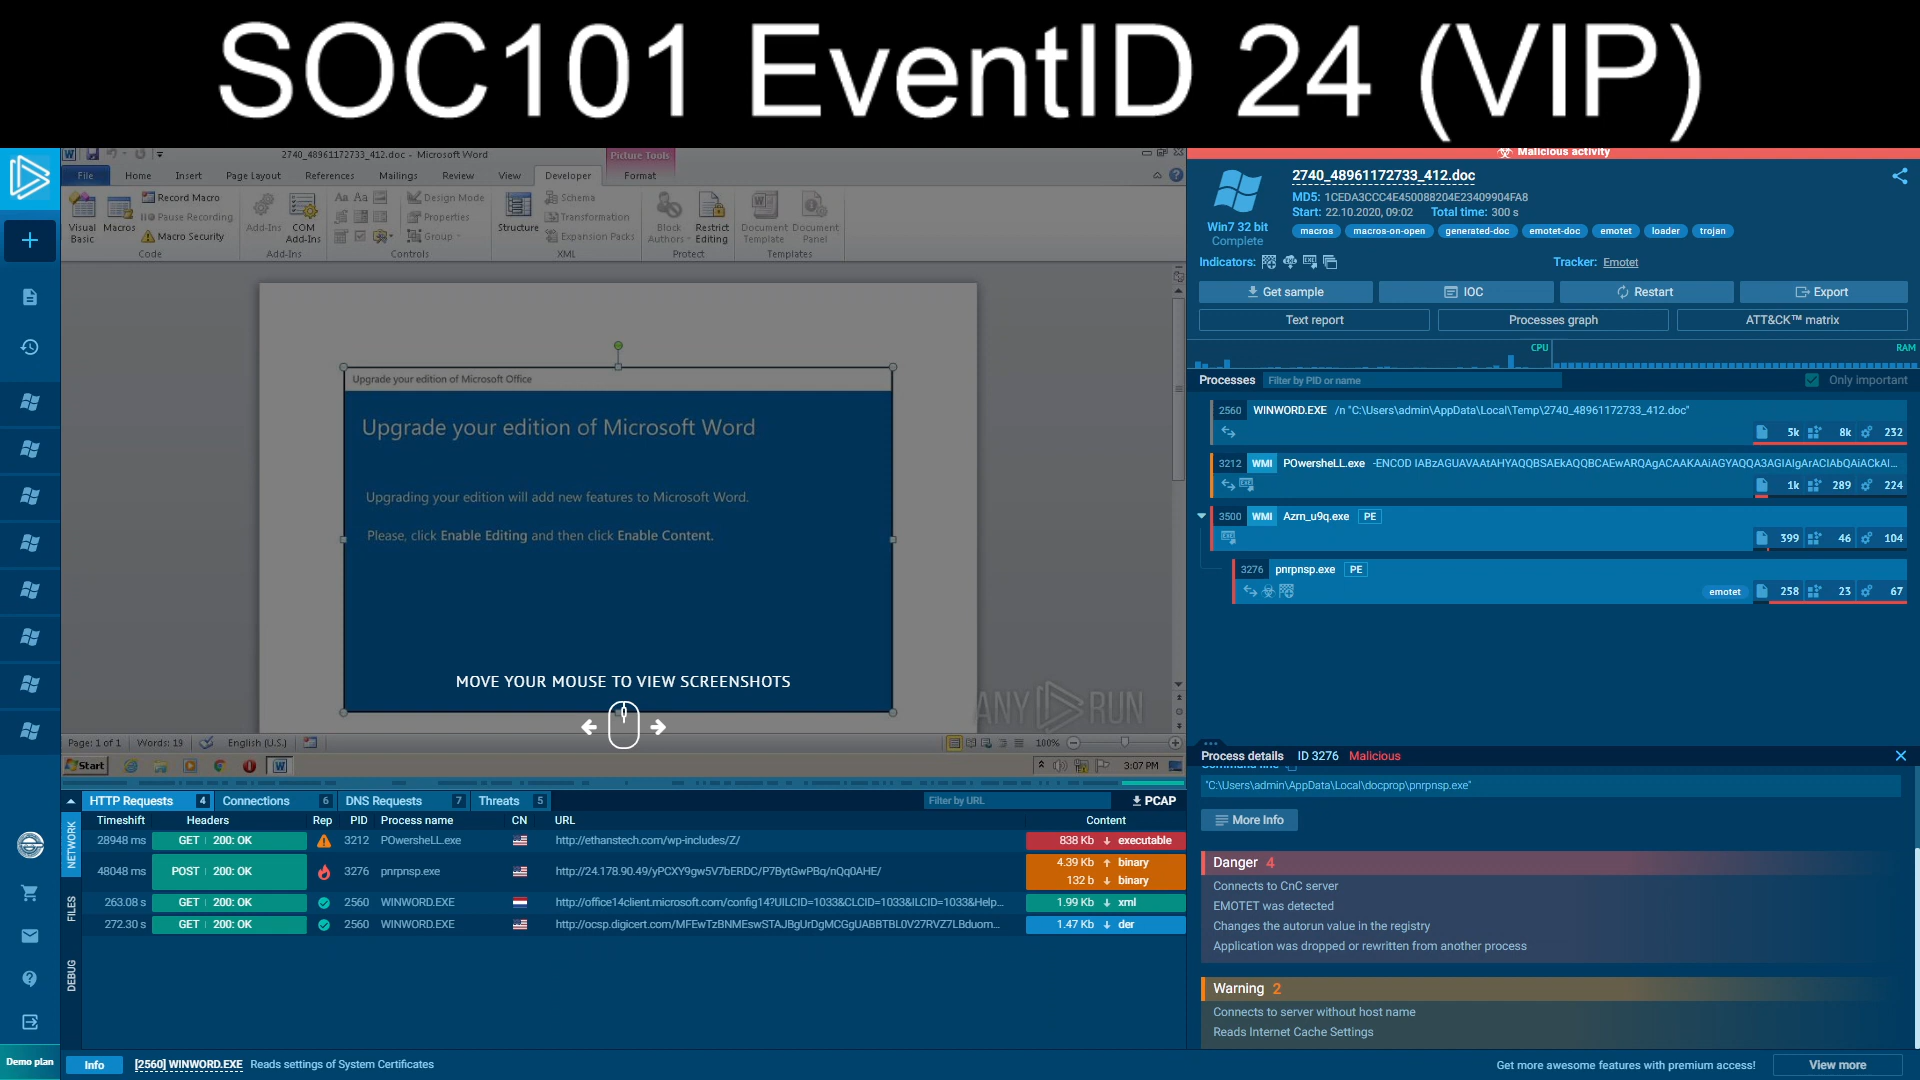 SOC101 EventID 24 (VIP)
2740_48961172733_412.doc - Microsoft Word
Picture Tools
File Home Insert Page Layout References Mailings Review View Developer Format
Visual Basic
Macros
Record Macro
Pause Recording
Macro Security
Code
Add-Ins
COM Add-Ins
Add-Ins
Design Mode
Properties
Group
Controls
Structure
Schema
Transformation
Expansion Packs
XML
Block Authors
Restrict Editing
Protect
Document Template
Document Panel
Templates
Upgrade your edition of Microsoft Office
Upgrade your edition of Microsoft Word
Upgrading your edition will add new features to Microsoft Word.
Please, click Enable Editing and then click Enable Content.
MOVE YOUR MOUSE TO VIEW SCREENSHOTS
ANY RUN
Page: 1 of 1 Words: 19 English (U.S.) 100%
Start 3:07 PM
Malicious activity
2740_48961172733_412.doc
MD5: 1CEDA3CCC4E450088204E23409904FA8
Start: 22.10.2020, 09:02 Total time: 300 s
Win7 32 bit
Complete
macros macros-on-open generated-doc emotet-doc emotet loader trojan
Indicators:
Tracker: Emotet
Get sample IOC Restart Export
Text report Processes graph ATT&CK™ matrix
CPU RAM
Processes Filter by PID or name Only important
2560 WINWORD.EXE /n "C:\Users\admin\AppData\Local\Temp\2740_48961172733_412.doc"
5k 8k 232
3212 WMI POwersheLL.exe
1k 289 224
3500 WMI Azm_u9q.exe PE
399 46 104
3276 pnrpnsp.exe PE
emotet 258 23 67
Process details ID 3276 Malicious
"C:\Users\admin\AppData\Local\docprop\pnrpnsp.exe"
More Info
Danger 4
Connects to CnC server
EMOTET was detected
Changes the autorun value in the registry
Application was dropped or rewritten from another process
Warning 2
Connects to server without host name
Reads Internet Cache Settings
NETWORK
FILES
DEBUG
HTTP Requests 4 Connections 6 DNS Requests 7 Threats 5 Filter by URL PCAP
Timeshift Headers Rep PID Process name CN URL Content
28948 ms GET 200: OK 3212 POwersheLL.exe http://ethanstech.com/wp-includes/Z/ 838 Kb executable
48048 ms POST 200: OK 3276 pnrpnsp.exe http://24.178.90.49/yPCXY9gw5V7bERDC/P7BytGwPBq/nQq0AHE/ 4.39 Kb binary
132 b binary
263.08 s GET 200: OK 2560 WINWORD.EXE http://office14client.microsoft.com/config14?UILCID=1033&CLCID=1033&ILCID=1033&Help... 1.99 Kb xml
272.30 s GET 200: OK 2560 WINWORD.EXE 1.47 Kb der
Demo plan
Info [2560] WINWORD.EXE Reads settings of System Certificates
Get more awesome features with premium access! View more